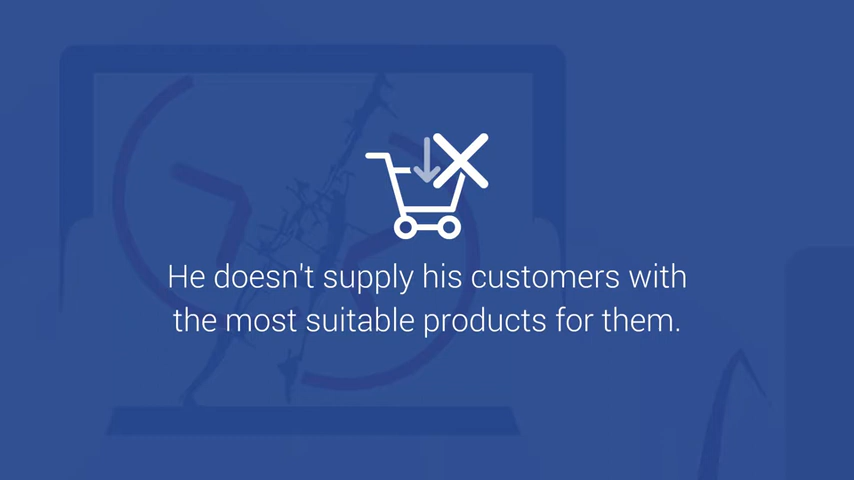 He doesn't supply his customers with
the most suitable products for them.